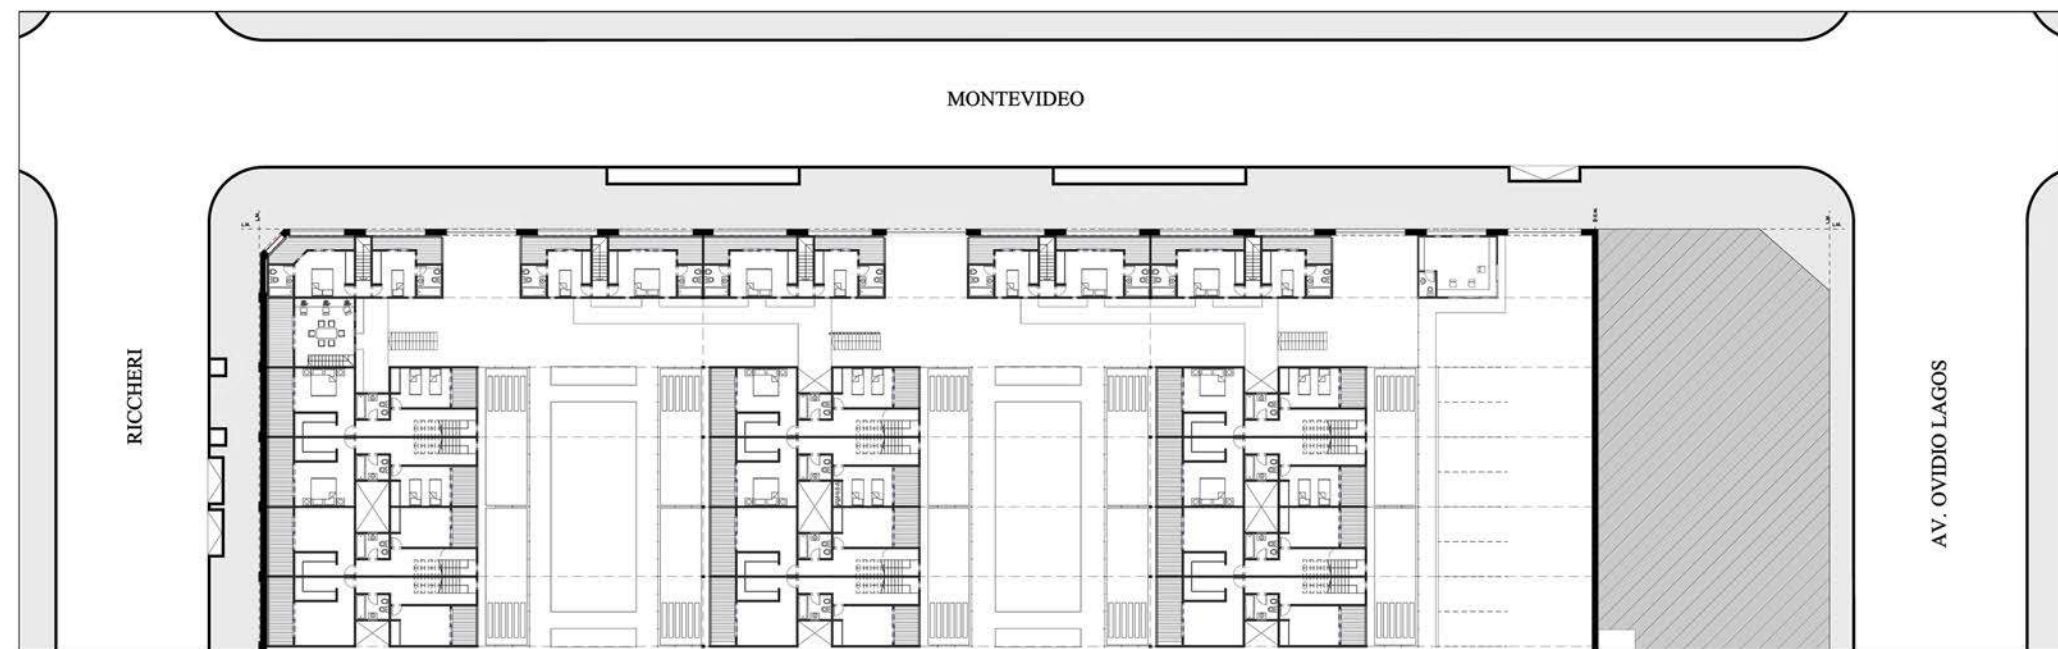 MONTEVIDEO
L.M.
L.M.
L.M.
L.M.
RICCHERI
AV. OVIDIO LAGOS